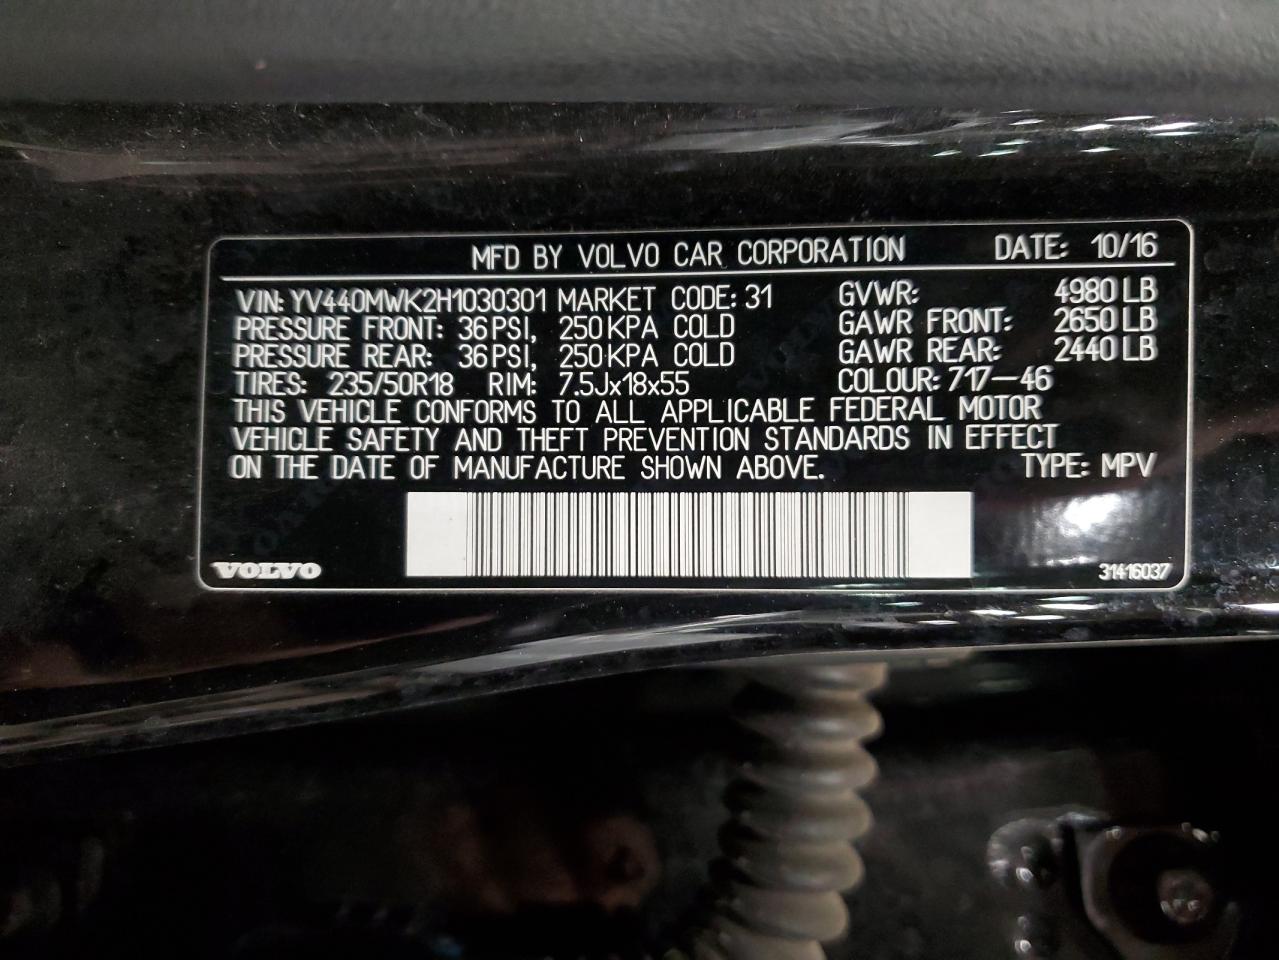 MFD BY VOLVO CAR CORPORATION DATE: 10/16
VIN: YV440MWK2H1030301 MARKET CODE: 31 GVWR: 4980 LB
PRESSURE FRONT: 36 PSI, 250 KPA COLD GAWR FRONT: 2650 LB
PRESSURE REAR: 36 PSI, 250 KPA COLD GAWR REAR: 2440 LB
TIRES: 235/50R18 RIM: 7.5Jx18x55 COLOUR: 717-46
THIS VEHICLE CONFORMS TO ALL APPLICABLE FEDERAL MOTOR
VEHICLE SAFETY AND THEFT PREVENTION STANDARDS IN EFFECT
ON THE DATE OF MANUFACTURE SHOWN ABOVE. TYPE: MPV
VOLVO 31416037